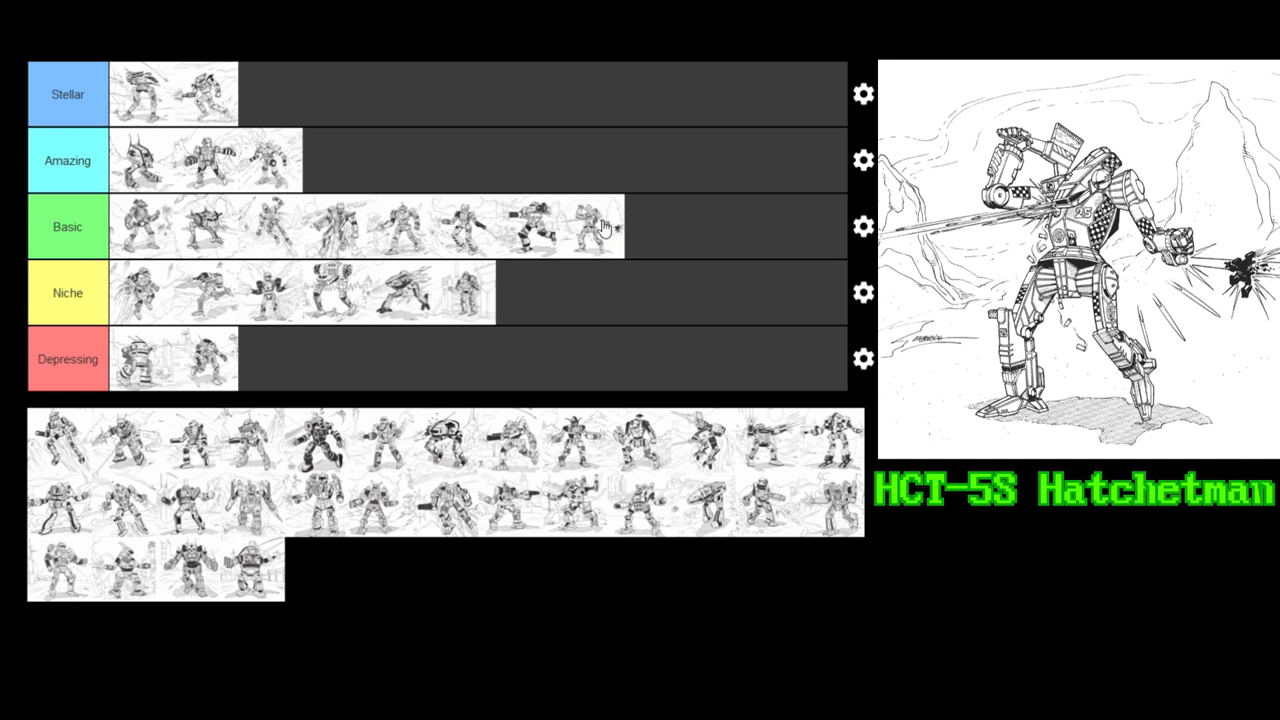 Stellar
Amazing
Basic
Niche
Depressing
25
HCT-5S Hatchetman